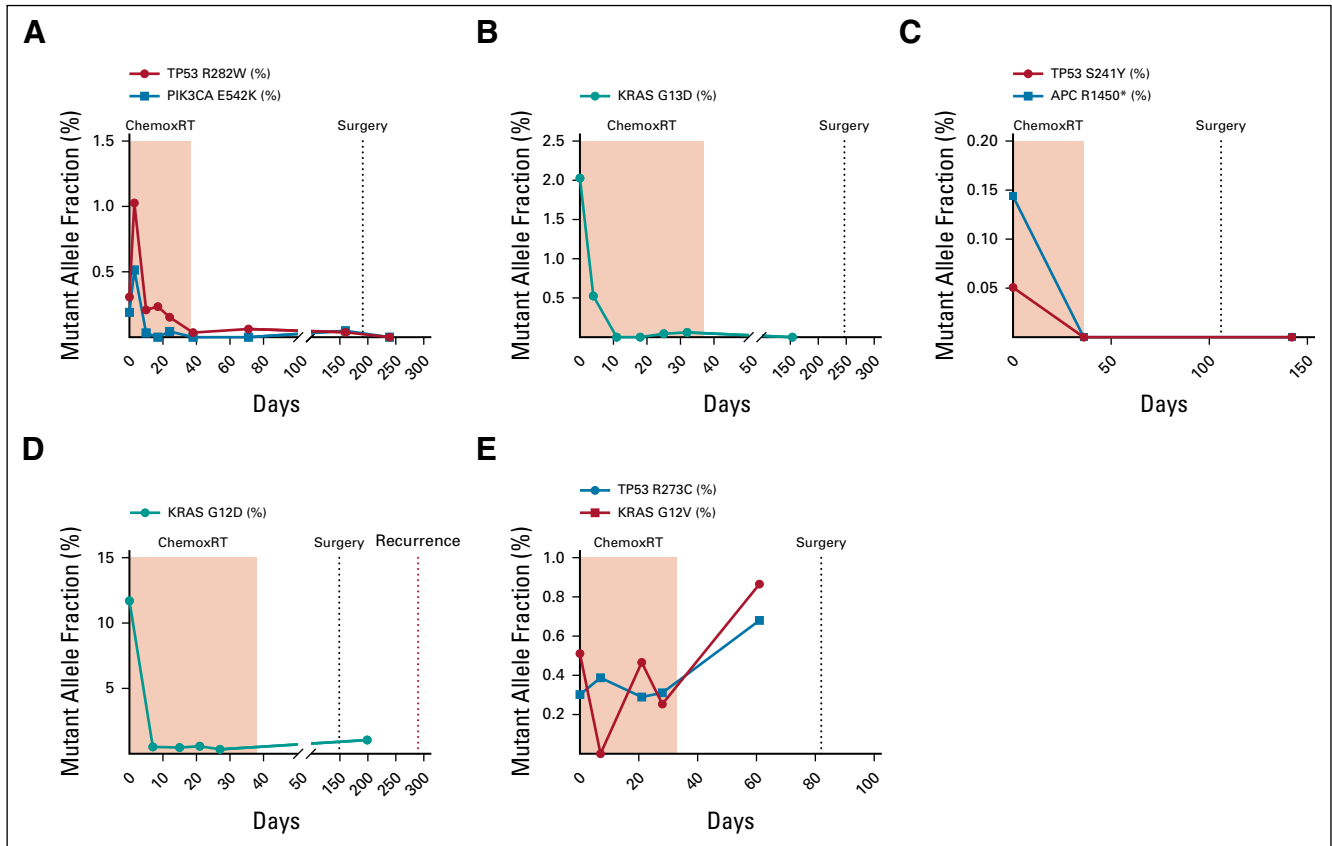 A
TP53 R282W (%)
PIK3CA E542K (%)
ChemoxRT
Surgery
Mutant Allele Fraction (%)
1.5
1.0
0.5
0
20
40
60
80
100
150
200
250
300
Days
B
KRAS G13D (%)
ChemoxRT
Surgery
Mutant Allele Fraction (%)
2.5
2.0
1.5
1.0
0.5
0
10
20
30
40
50
150
200
250
300
Days
C
TP53 S241Y (%)
APC R1450* (%)
ChemoxRT
Surgery
Mutant Allele Fraction (%)
0.20
0.15
0.10
0.05
0
50
100
150
Days
D
KRAS G12D (%)
ChemoxRT
Surgery
Recurrence
Mutant Allele Fraction (%)
15
10
5
0
10
20
30
40
50
150
200
250
300
Days
E
TP53 R273C (%)
KRAS G12V (%)
ChemoxRT
Surgery
Mutant Allele Fraction (%)
1.0
0.8
0.6
0.4
0.2
0
20
40
60
80
100
Days